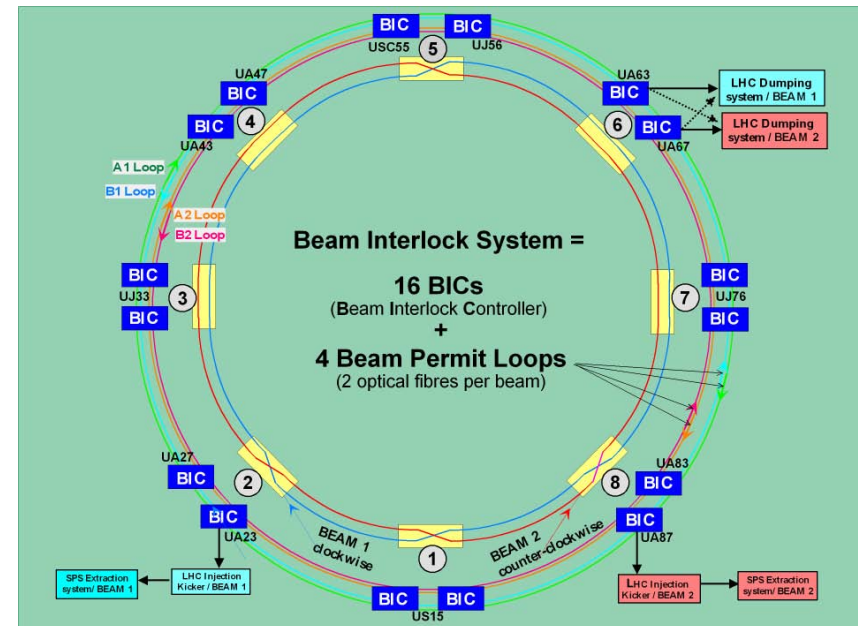 BIC
BIC
USC55
UJ56
5
UA47
BIC
BIC
4
UA43
UA63
BIC
6
BIC
UA67
LHC Dumping
system / BEAM 1
LHC Dumping
system / BEAM 2
A1 Loop
B1 Loop
A2 Loop
B2 Loop
Beam Interlock System =
16 BICs
(Beam Interlock Controller)
+
4 Beam Permit Loops
(2 optical fibres per beam)
BIC
UJ33
BIC
3
7
BIC
UJ76
BIC
UA27
BIC
2
BIC
UA23
8
UA83
BIC
BIC
UA87
BEAM 1
clockwise
1
BEAM 2
counter-clockwise
SPS Extraction
system/ BEAM 1
LHC Injection
Kicker / BEAM 1
BIC
BIC
US15
LHC Injection
Kicker / BEAM 2
SPS Extraction
system/ BEAM 2